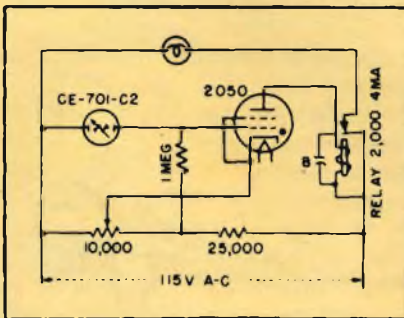 CE-701-C2
2050
1 MEG
8
RELAY 2,000 4MA
10,000
25,000
115V A-C